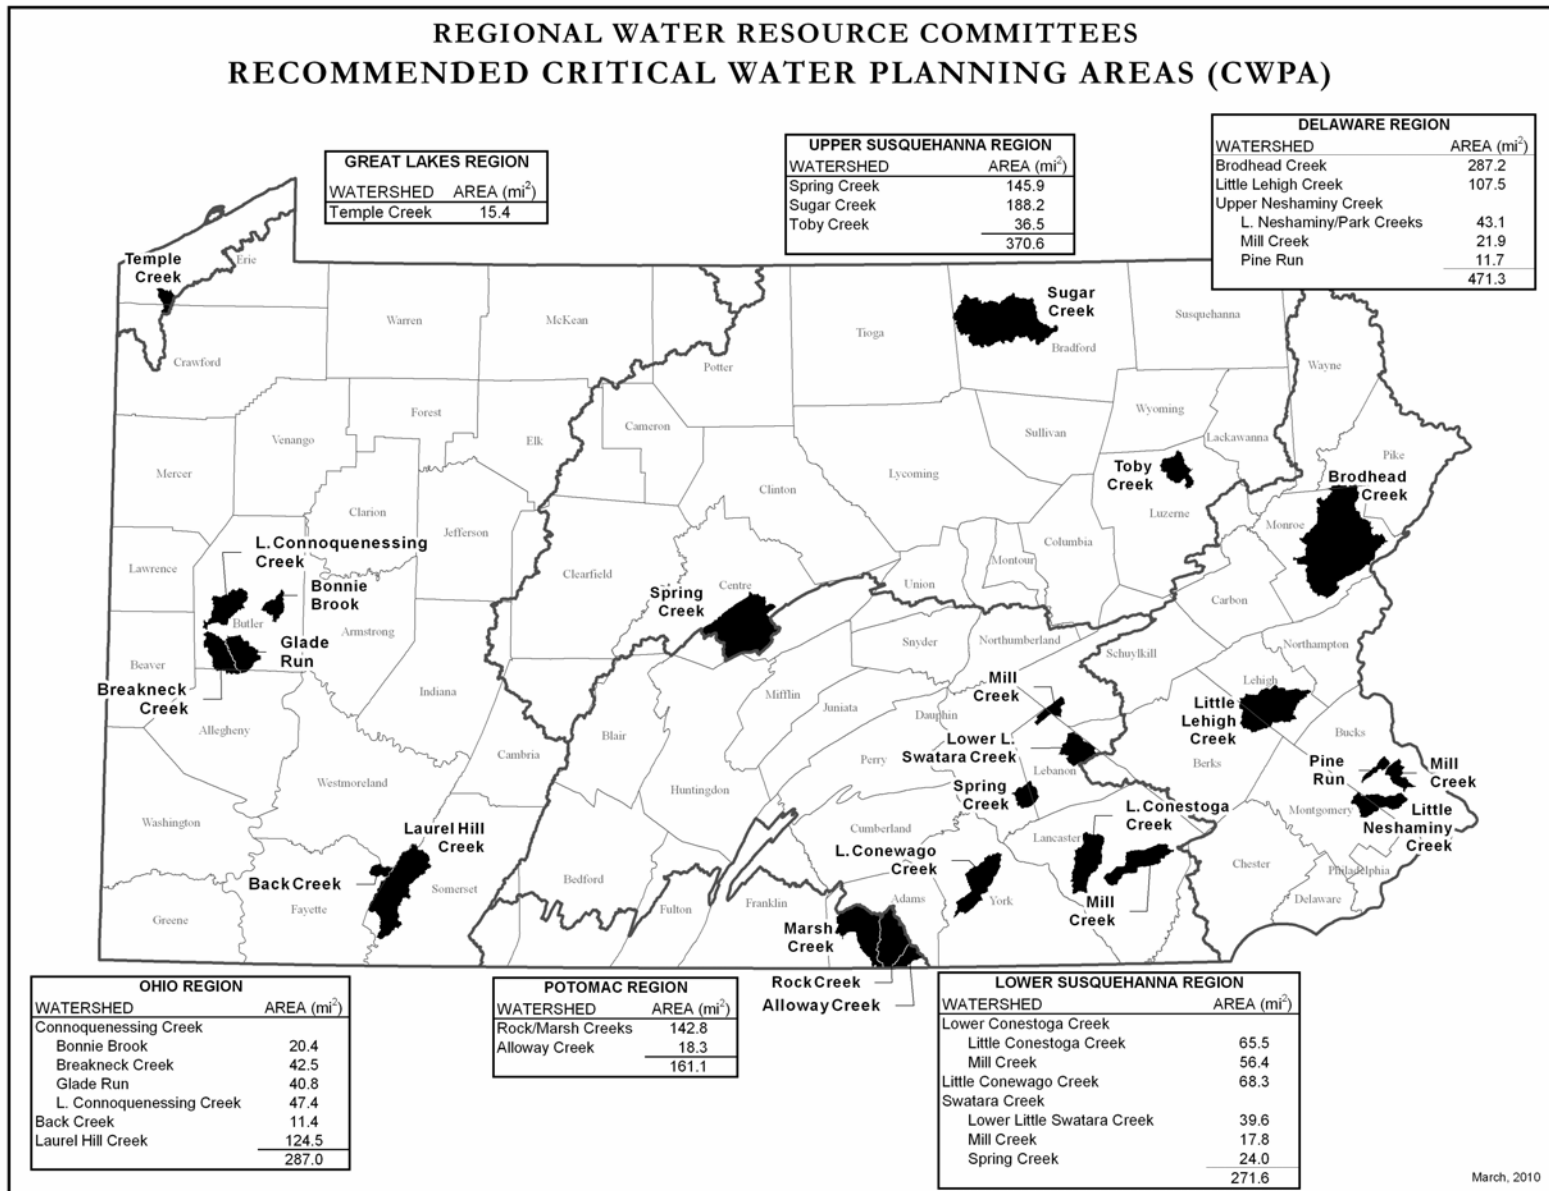 REGIONAL WATER RESOURCE COMMITTEES
RECOMMENDED CRITICAL WATER PLANNING AREAS (CWPA)
GREAT LAKES REGION
WATERSHED AREA (mi²)
Temple Creek 15.4
UPPER SUSQUEHANNA REGION
WATERSHED AREA (mi²)
Spring Creek 145.9
Sugar Creek 188.2
Toby Creek 36.5
370.6
DELAWARE REGION
WATERSHED AREA (mi²)
Brodhead Creek 287.2
Little Lehigh Creek 107.5
Upper Neshaminy Creek
L. Neshaminy/Park Creeks 43.1
Mill Creek 21.9
Pine Run 11.7
471.3
Temple
Creek
Erie
Crawford
Warren
McKean
Potter
Tioga
Sugar
Creek
Bradford
Susquehanna
Wayne
Forest
Venango
Elk
Cameron
Mercer
Clarion
Jefferson
Clinton
Lycoming
Sullivan
Wyoming
Lackawanna
Toby
Creek
Luzerne
Pike
Brodhead
Creek
Monroe
Lawrence
L. Connoquenessing
Creek
Bonnie
Brook
Butler
Armstrong
Glade
Run
Beaver
Breakneck
Creek
Indiana
Clearfield
Centre
Spring
Creek
Union
Montour
Columbia
Carbon
Snyder
Northumberland
Schuylkill
Northampton
Lehigh
Little
Lehigh
Creek
Allegheny
Cambria
Blair
Mifflin
Juniata
Dauphin
Mill
Creek
Lower L.
Swatara Creek
Lebanon
Perry
Berks
Bucks
Pine
Run
Mill
Creek
Westmoreland
Huntingdon
Spring
Creek
L. Conestoga
Creek
Montgomery
Little
Neshaminy
Creek
Washington
Laurel Hill
Creek
Cumberland
Lancaster
L. Conewago
Creek
Back Creek
Fayette
Somerset
Bedford
Chester
Philadelphia
Delaware
Greene
Fulton
Franklin
Adams
York
Mill
Creek
Marsh
Creek
Rock Creek
Alloway Creek
OHIO REGION
WATERSHED AREA (mi²)
Connoquenessing Creek
Bonnie Brook 20.4
Breakneck Creek 42.5
Glade Run 40.8
L. Connoquenessing Creek 47.4
Back Creek 11.4
Laurel Hill Creek 124.5
287.0
POTOMAC REGION
WATERSHED AREA (mi²)
Rock/Marsh Creeks 142.8
Alloway Creek 18.3
161.1
LOWER SUSQUEHANNA REGION
WATERSHED AREA (mi²)
Lower Conestoga Creek
Little Conestoga Creek 65.5
Mill Creek 56.4
Little Conewago Creek 68.3
Swatara Creek
Lower Little Swatara Creek 39.6
Mill Creek 17.8
Spring Creek 24.0
271.6
March, 2010